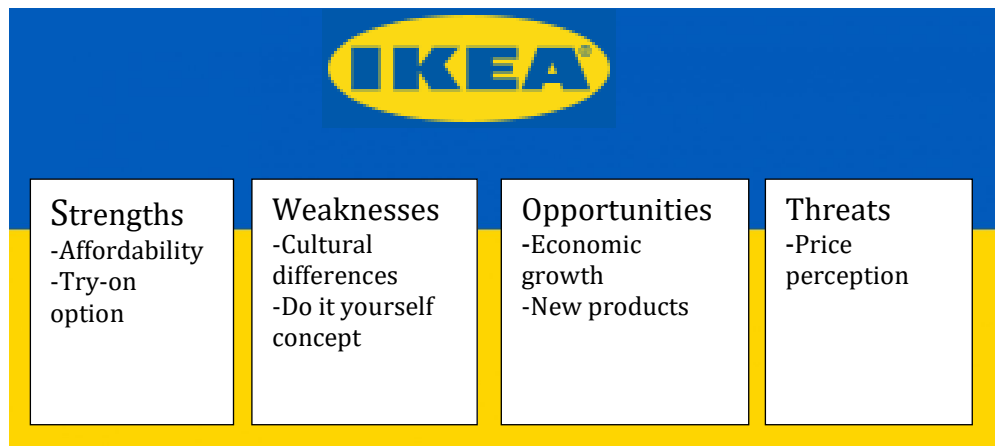 IKEA®
Strengths
-Affordability
-Try-on
option
Weaknesses
-Cultural
differences
-Do it yourself
concept
Opportunities
-Economic
growth
-New products
Threats
-Price
perception